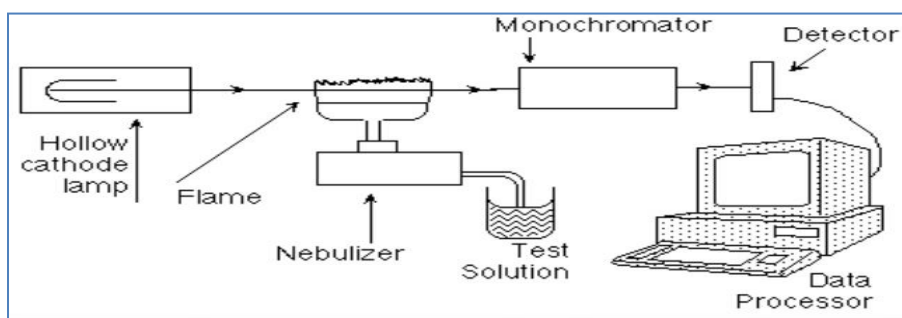 Monochromator
Detector
Hollow
cathode
lamp
Flame
Nebulizer
Test
Solution
Data
Processor